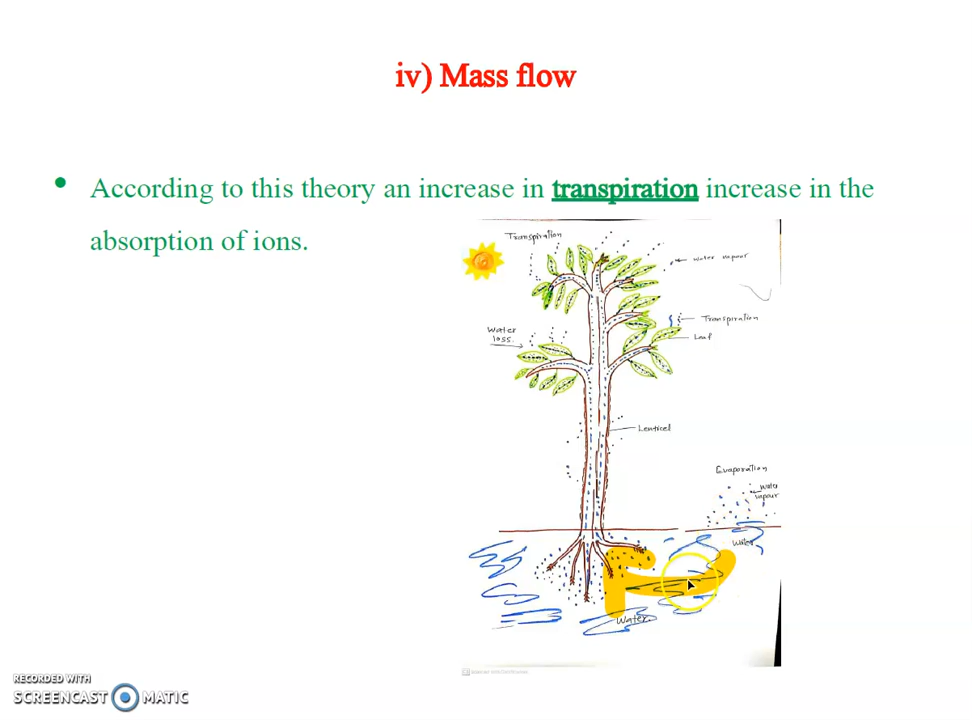 iv) Mass flow
• According to this theory an increase in transpiration increase in the
absorption of ions.
Transpiration
water vapour
Transpiration
Leaf
Water
loss.
Lenticel
Evaporation
water
vapour
Water
Water
RECORDED WITH
SCREENCAST MATIC